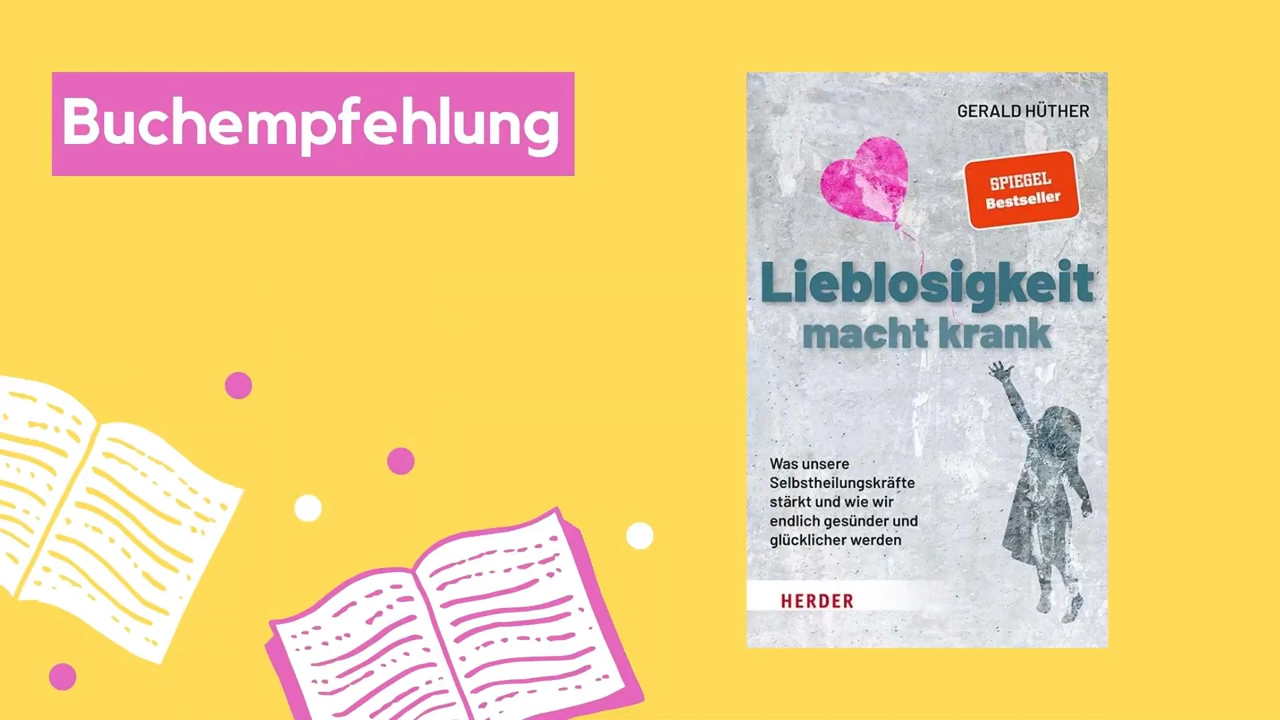 Buchempfehlung
GERALD HÜTHER
SPIEGEL
Bestseller
Lieblosigkeit
macht krank
Was unsere
Selbstheilungskräfte
stärkt und wie wir
endlich gesünder und
glücklicher werden
HERDER